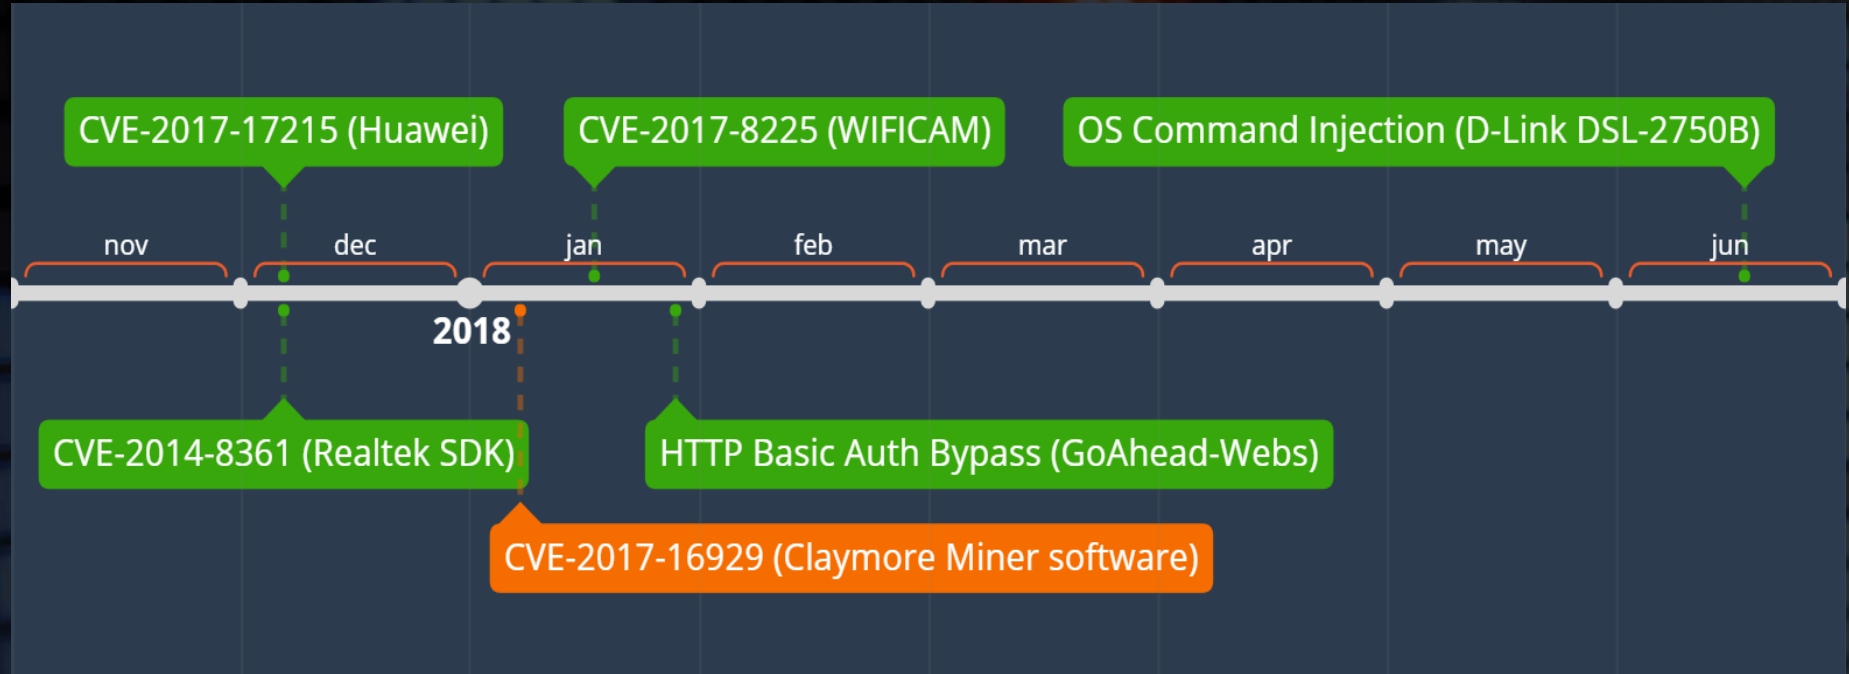 CVE-2017-17215 (Huawei)
CVE-2017-8225 (WIFICAM)
OS Command Injection (D-Link DSL-2750B)
nov
dec
jan
feb
mar
apr
may
jun
2018
CVE-2014-8361 (Realtek SDK)
HTTP Basic Auth Bypass (GoAhead-Webs)
CVE-2017-16929 (Claymore Miner software)